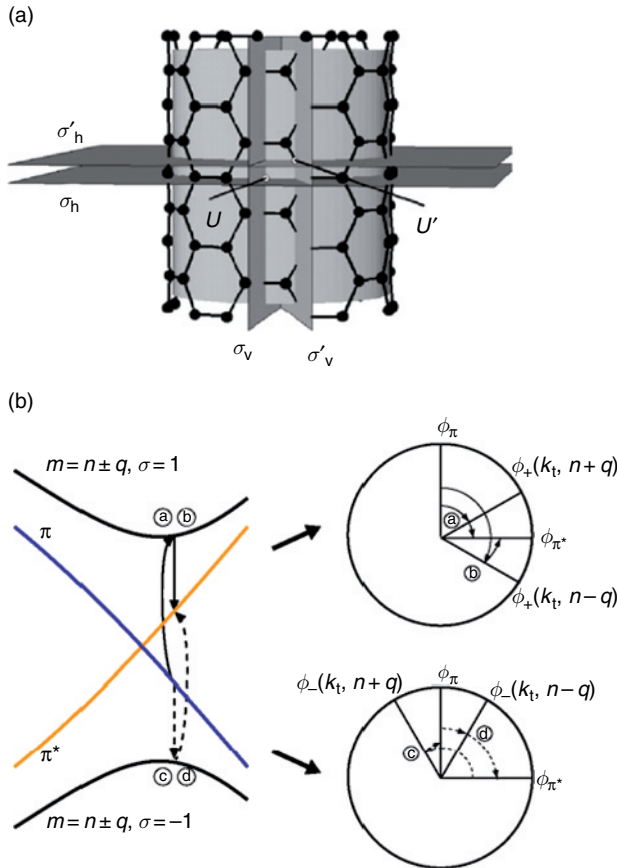 (a)
σ′h
σh
U
U′
σv
σ′v
(b)
m = n ± q, σ = 1
ⓐ ⓑ
π
π*
ⓒ ⓓ
m = n ± q, σ = −1
ϕπ
ϕ+(kt, n + q)
ⓐ
ϕπ*
ⓑ
ϕ+(kt, n − q)
ϕ−(kt, n + q)
ϕπ
ϕ−(kt, n − q)
ⓒ
ⓓ
ϕπ*